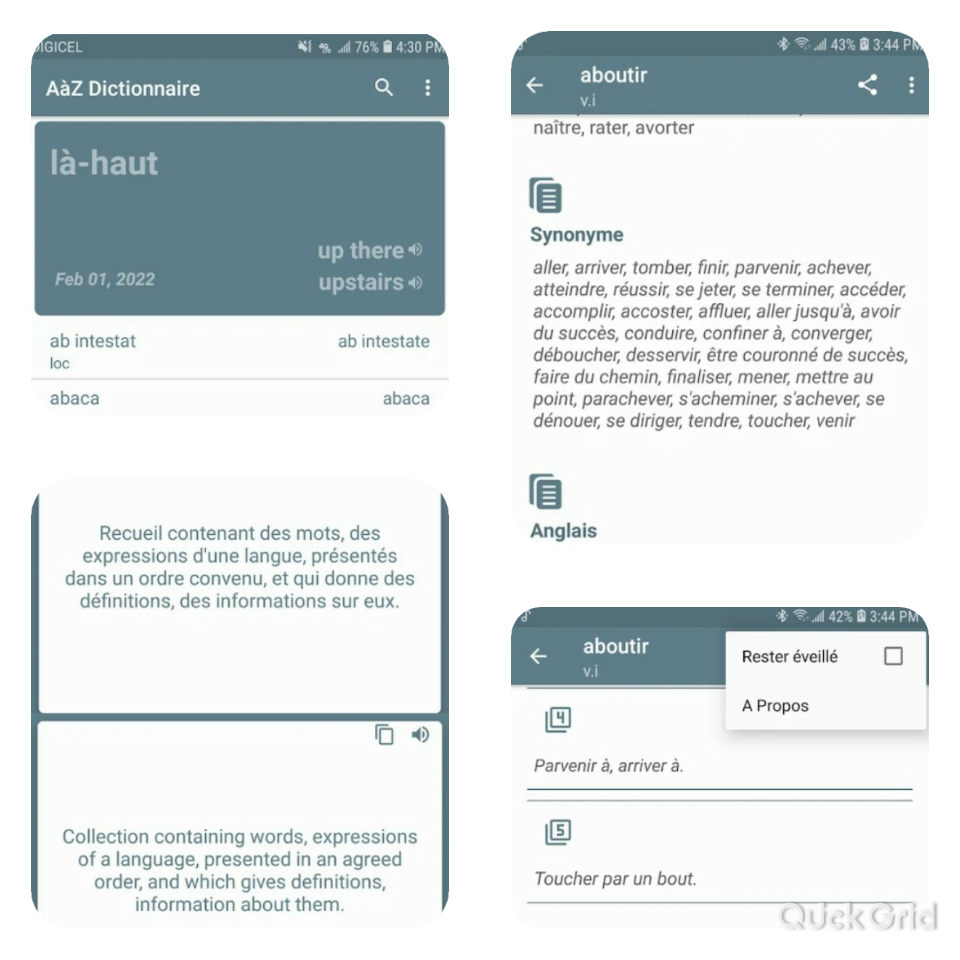 DIGICEL 76% 4:30 PM
AàZ Dictionnaire
là-haut
up there
Feb 01, 2022
upstairs
ab intestat ab intestate
loc
abaca abaca
Recueil contenant des mots, des
expressions d'une langue, présentés
dans un ordre convenu, et qui donne des
définitions, des informations sur eux.
Collection containing words, expressions
of a language, presented in an agreed
order, and which gives definitions,
information about them.
43% 3:44 PM
aboutir
v.i
naître, rater, avorter
Synonyme
aller, arriver, tomber, finir, parvenir, achever,
atteindre, réussir, se jeter, se terminer, accéder,
accomplir, accoster, affluer, aller jusqu'à, avoir
du succès, conduire, confiner à, converger,
déboucher, desservir, être couronné de succès,
faire du chemin, finaliser, mener, mettre au
point, parachever, s'acheminer, s'achever, se
dénouer, se diriger, tendre, toucher, venir
Anglais
42% 3:44 PM
aboutir
v.i
Rester éveillé
A Propos
4
Parvenir à, arriver à.
5
Toucher par un bout.
Quick Grid